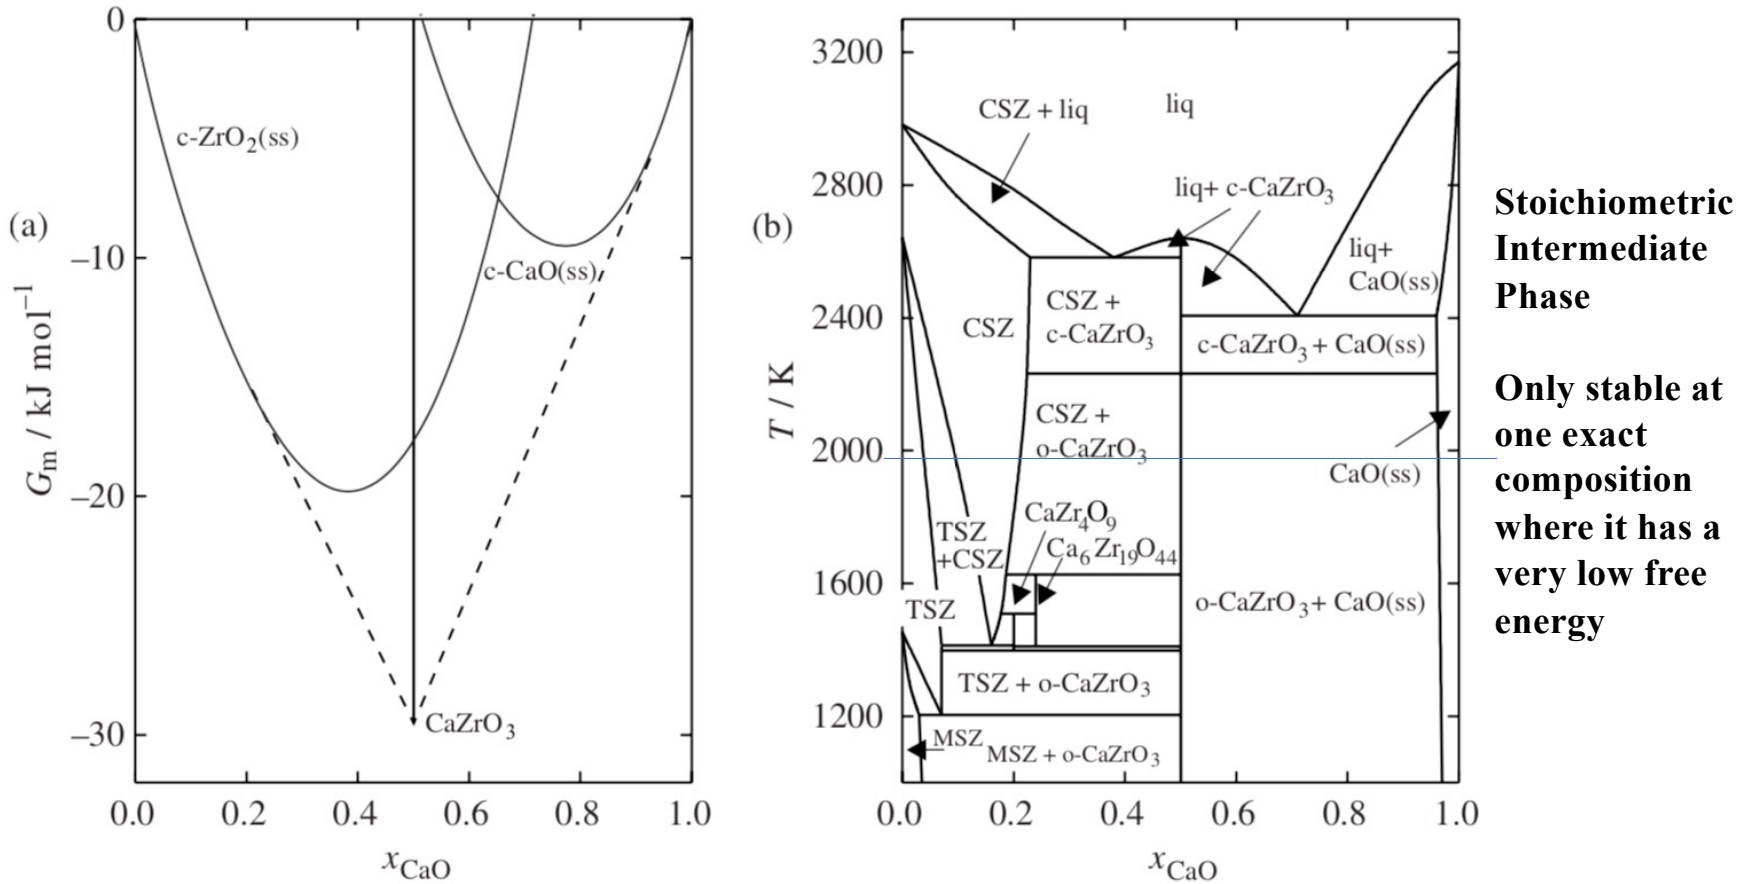 (a)
G_m / kJ mol⁻¹
0
−10
−20
−30
c-ZrO₂(ss)
c-CaO(ss)
CaZrO₃
0.0 0.2 0.4 0.6 0.8 1.0
x_CaO
(b)
T / K
3200
2800
2400
2000
1600
1200
CSZ + liq
liq
liq+ c-CaZrO₃
liq+
CaO(ss)
CSZ
CSZ +
c-CaZrO₃
c-CaZrO₃ + CaO(ss)
CSZ +
o-CaZrO₃
CaO(ss)
TSZ
+CSZ
CaZr₄O₉
Ca₆Zr₁₉O₄₄
TSZ
o-CaZrO₃+ CaO(ss)
TSZ + o-CaZrO₃
MSZ
MSZ + o-CaZrO₃
0.0 0.2 0.4 0.6 0.8 1.0
x_CaO
Stoichiometric
Intermediate
Phase
Only stable at
one exact
composition
where it has a
very low free
energy